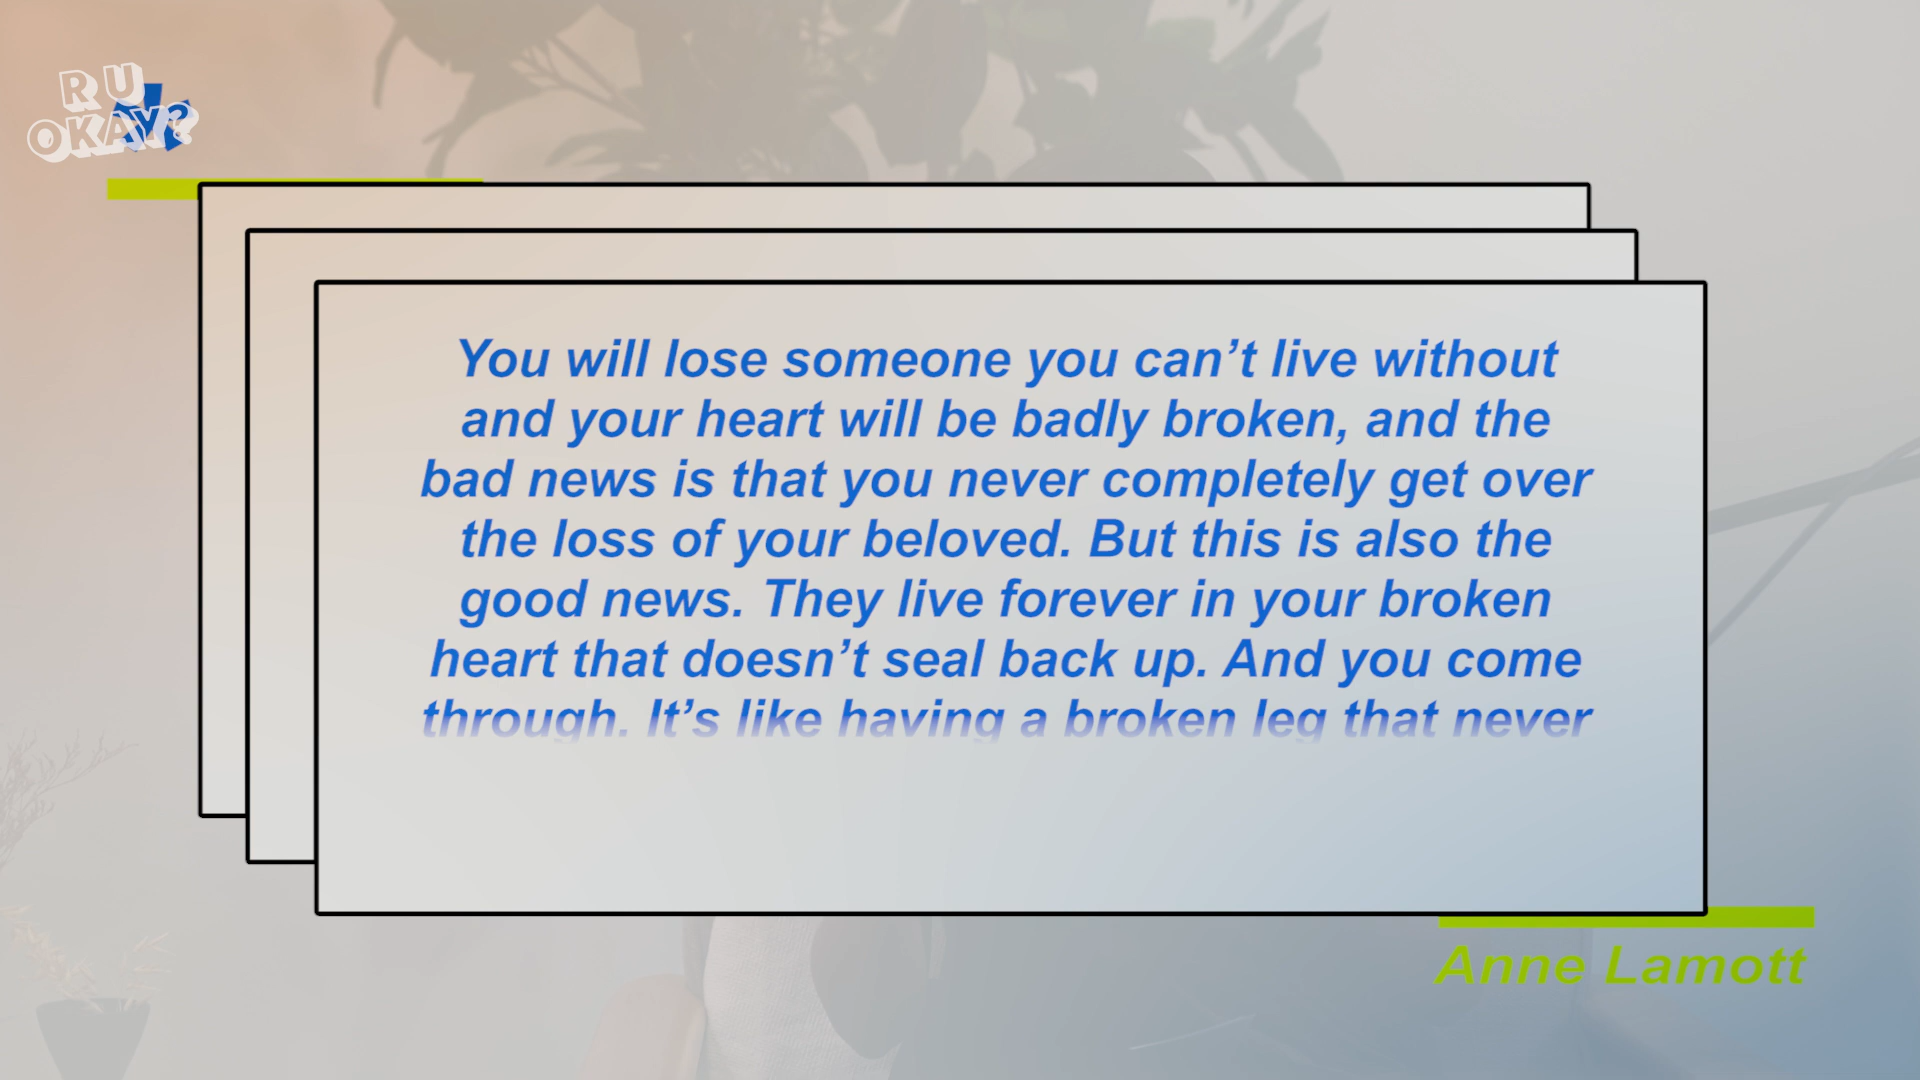 R U
OKAY?
You will lose someone you can’t live without
and your heart will be badly broken, and the
bad news is that you never completely get over
the loss of your beloved. But this is also the
good news. They live forever in your broken
heart that doesn’t seal back up. And you come
through. It’s like having a broken leg that never
Anne Lamott